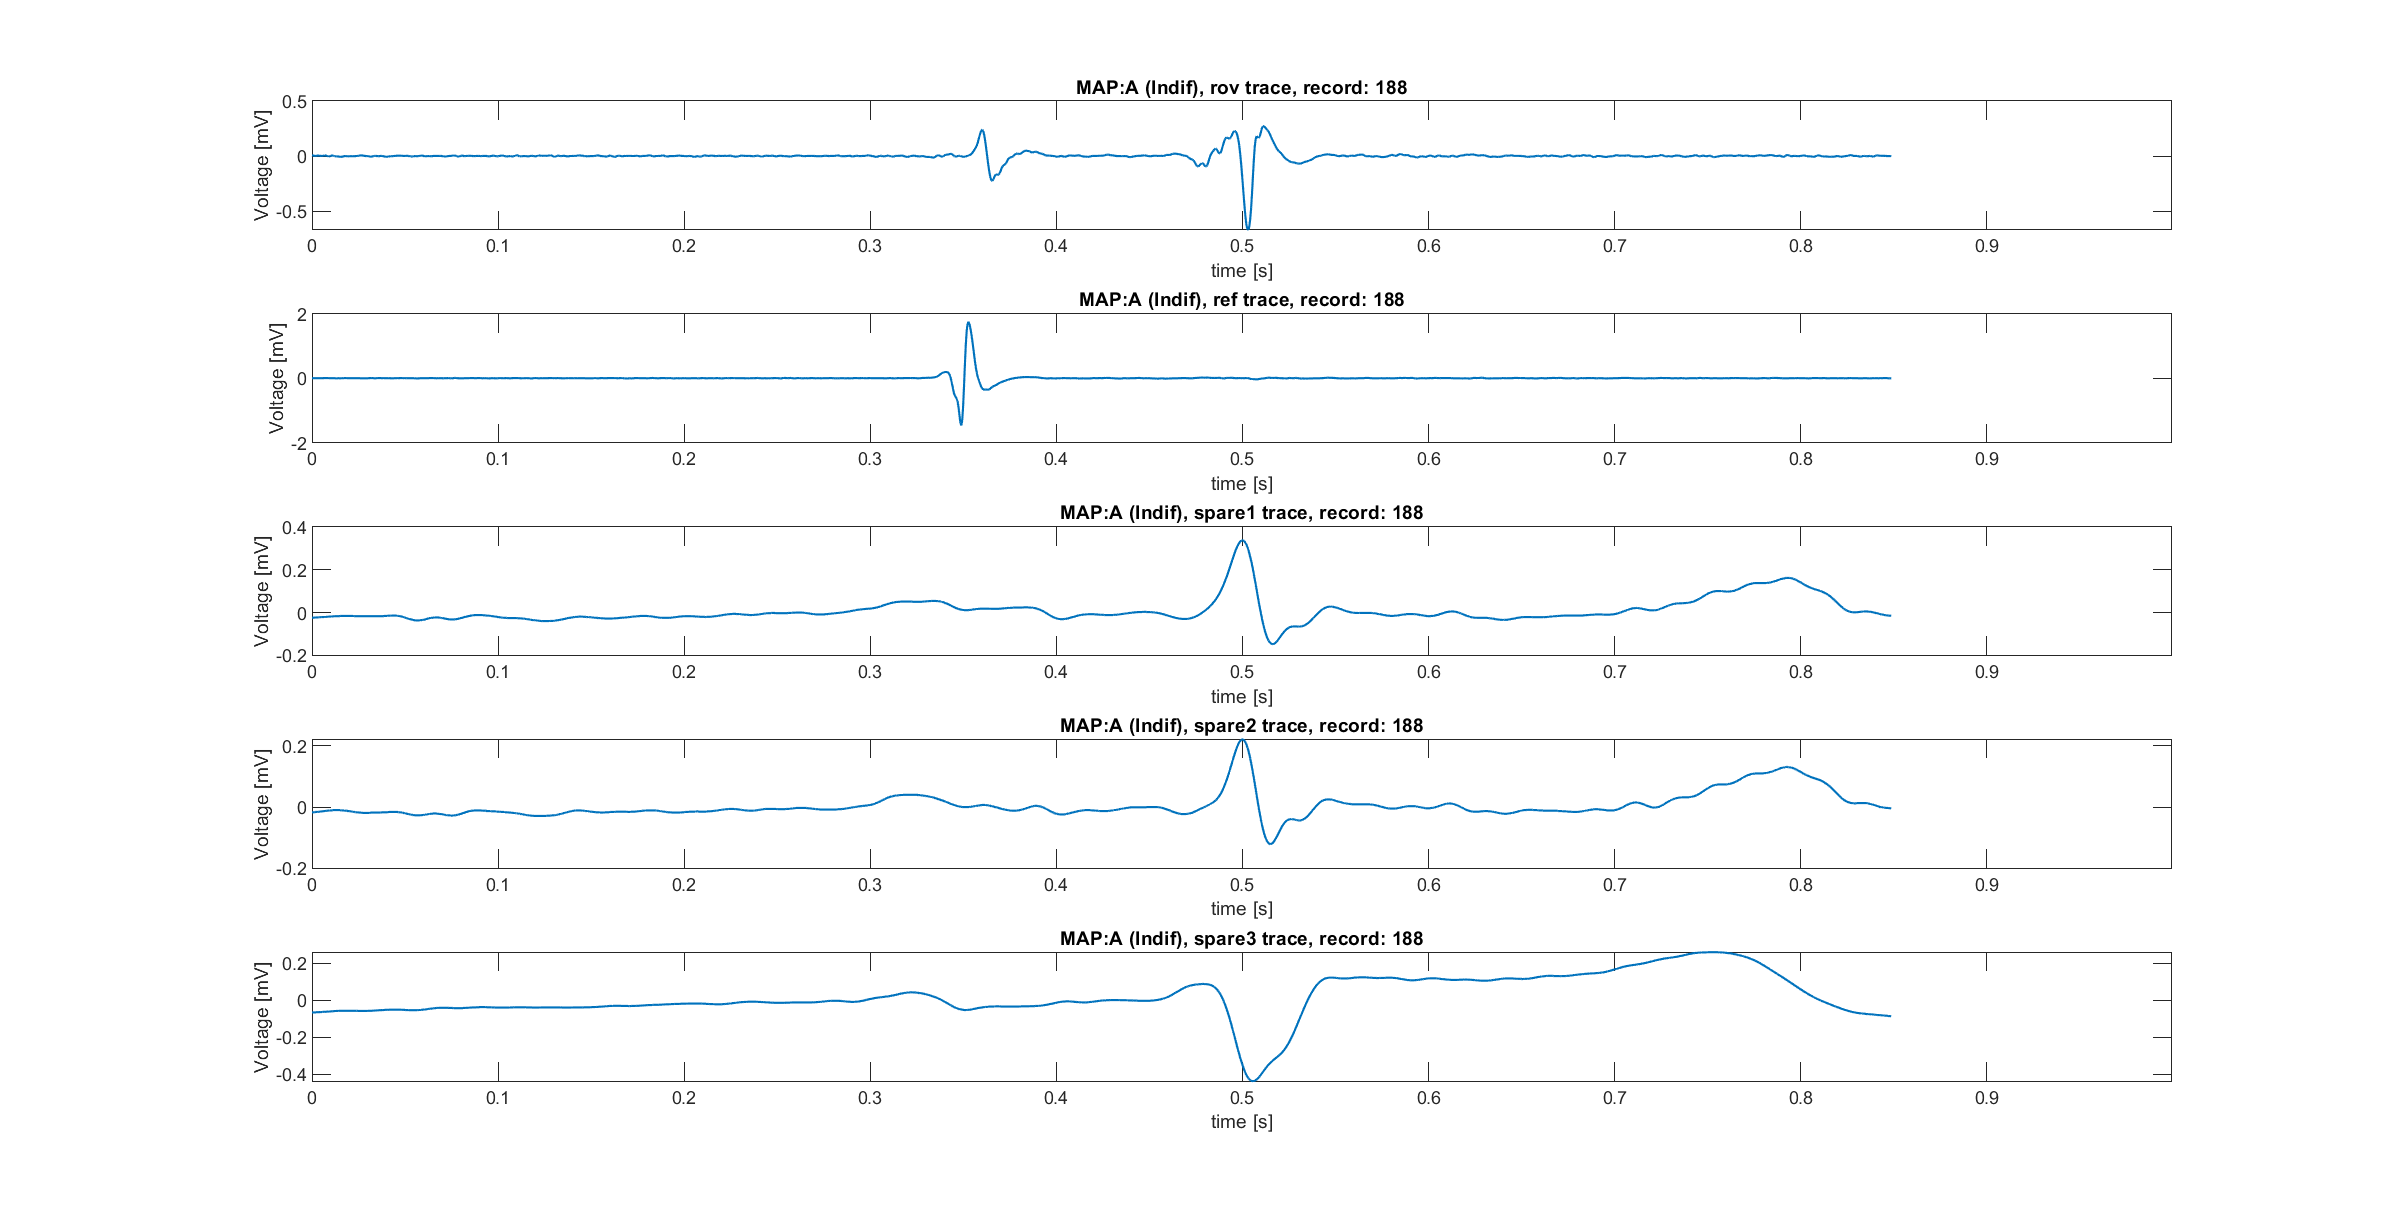 MAP:A (Indif), rov trace, record: 188
Voltage [mV]
0.5
0
-0.5
0 0.1 0.2 0.3 0.4 0.5 0.6 0.7 0.8 0.9
time [s]
MAP:A (Indif), ref trace, record: 188
Voltage [mV]
2
0
-2
0 0.1 0.2 0.3 0.4 0.5 0.6 0.7 0.8 0.9
time [s]
MAP:A (Indif), spare1 trace, record: 188
Voltage [mV]
0.4
0.2
0
-0.2
0 0.1 0.2 0.3 0.4 0.5 0.6 0.7 0.8 0.9
time [s]
MAP:A (Indif), spare2 trace, record: 188
Voltage [mV]
0.2
0
-0.2
0 0.1 0.2 0.3 0.4 0.5 0.6 0.7 0.8 0.9
time [s]
MAP:A (Indif), spare3 trace, record: 188
Voltage [mV]
0.2
0
-0.2
-0.4
0 0.1 0.2 0.3 0.4 0.5 0.6 0.7 0.8 0.9
time [s]